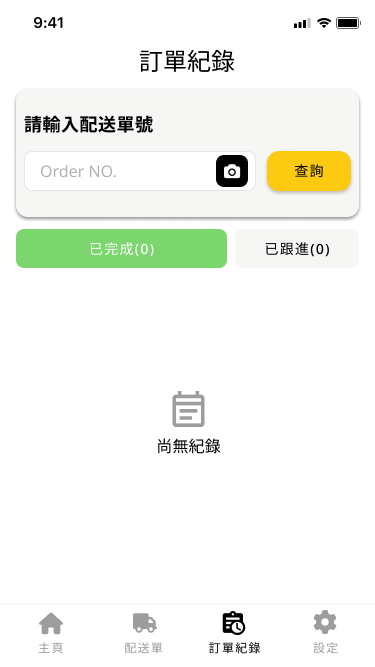 9:41
訂單紀錄
請輸入配送單號
Order NO.
查詢
已完成(0)
已跟進(0)
尚無紀錄
主頁
配送單
訂單紀錄
設定